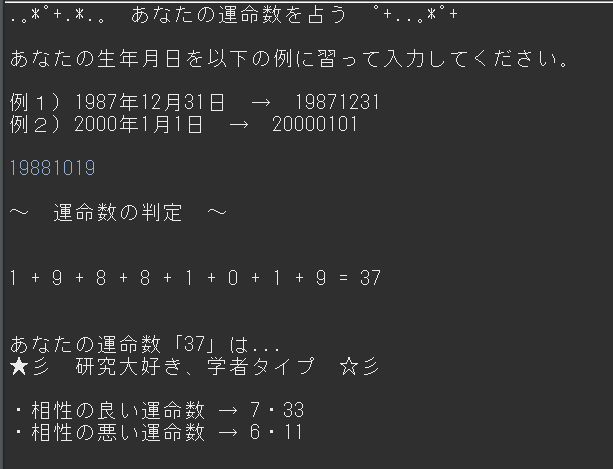 .｡*ﾟ+.*.｡　あなたの運命数を占う　ﾟ+..｡*ﾟ+
あなたの生年月日を以下の例に習って入力してください。
例１）1987年12月31日　→　19871231
例２）2000年1月1日　→　20000101
19881019
～　運命数の判定　～
1 + 9 + 8 + 8 + 1 + 0 + 1 + 9 = 37
あなたの運命数「37」は...
★彡　研究大好き、学者タイプ　☆彡
・相性の良い運命数 → 7・33
・相性の悪い運命数 → 6・11